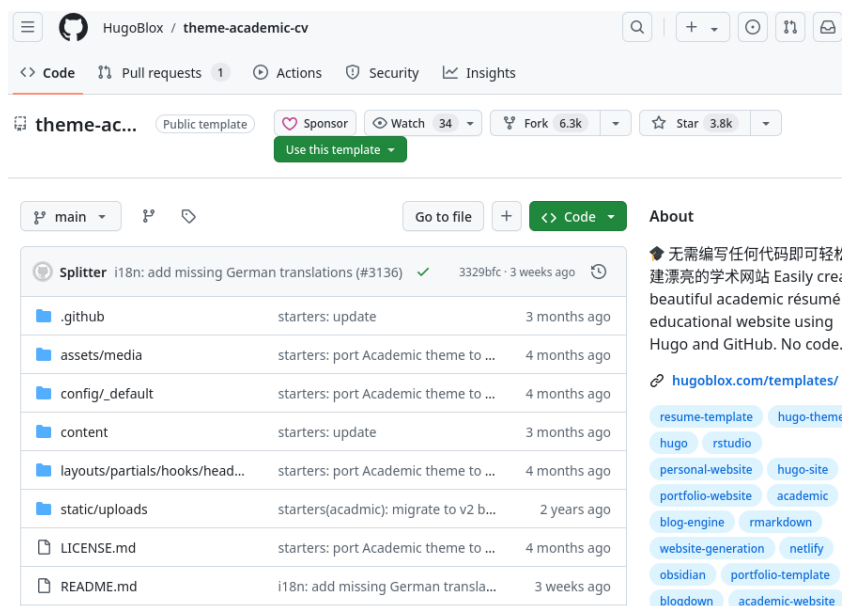 HugoBlox / theme-academic-cv
Code Pull requests 1 Actions Security Insights
theme-ac... Public template Sponsor Watch 34 Fork 6.3k Star 3.8k
Use this template
main Go to file Code
Splitter i18n: add missing German translations (#3136) 3329bfc · 3 weeks ago
.github starters: update 3 months ago
assets/media starters: port Academic theme to ... 4 months ago
config/_default starters: port Academic theme to ... 4 months ago
content starters: update 3 months ago
layouts/partials/hooks/head... starters: port Academic theme to ... 4 months ago
static/uploads starters(acadmic): migrate to v2 b... 2 years ago
LICENSE.md starters: port Academic theme to ... 4 months ago
README.md i18n: add missing German transla... 3 weeks ago
About
🎓 无需编写任何代码即可轻松
建漂亮的学术网站 Easily crea
beautiful academic résumé
educational website using
Hugo and GitHub. No code.
hugoblox.com/templates/
resume-template hugo-theme
hugo rstudio
personal-website hugo-site
portfolio-website academic
blog-engine rmarkdown
website-generation netlify
obsidian portfolio-template
blogdown academic-website